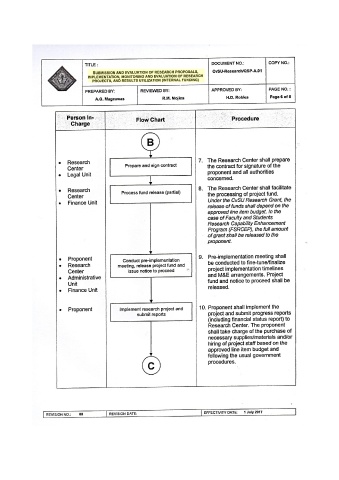 TITLE :
SUBMISSION AND EVALUATION OF RESEARCH PROPOSALS,
IMPLEMENTATION, MONITORING AND EVALUATION OF RESEARCH
PROJECTS, AND RESULTS UTILIZATION (INTERNAL FUNDING)
DOCUMENT NO.:
CvSU-Research/OSP-A.01
COPY NO.:
PREPARED BY:
A.G. Magnawas
REVIEWED BY:
R.M. Mojica
APPROVED BY:
H.D. Robles
PAGE NO. :
Page 6 of 8
Person In-
Charge
Flow Chart
Procedure
B
• Research
Center
• Legal Unit
Prepare and sign contract
7. The Research Center shall prepare
the contract for signature of the
proponent and all authorities
concerned.
• Research
Center
• Finance Unit
Process fund release (partial)
8. The Research Center shall facilitate
the processing of project fund.
Under the CvSU Research Grant, the
release of funds shall depend on the
approved line item budget. In the
case of Faculty and Students
Research Capability Enhancement
Program (FSRCEP), the full amount
of grant shall be released to the
proponent.
• Proponent
• Research
Center
• Administrative
Unit
• Finance Unit
Conduct pre-implementation
meeting, release project fund and
issue notice to proceed
9. Pre-implementation meeting shall
be conducted to fine-tune/finalize
project implementation timelines
and M&E arrangements. Project
fund and notice to proceed shall be
released.
• Proponent
Implement research project and
submit reports
10. Proponent shall implement the
project and submit progress reports
(including financial status report) to
Research Center. The proponent
shall take charge of the purchase of
necessary supplies/materials and/or
hiring of project staff based on the
approved line item budget and
following the usual government
procedures.
C
REVISION NO.: 00
REVISION DATE:
EFFECTIVITY DATE: 1 July 2017